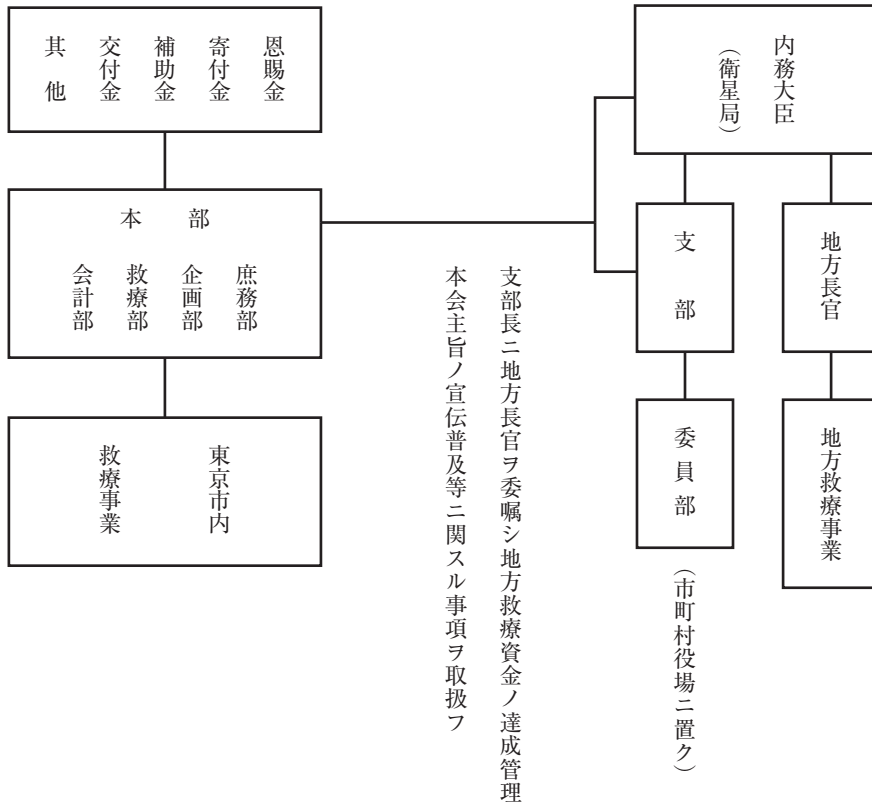 内務大臣
(衛星局)
地方長官
地方救療事業
支部
委員部
(市町村役場ニ置ク)
支部長ニ地方長官ヲ委嘱シ地方救療資金ノ達成管理
本会主旨ノ宣伝普及等ニ関スル事項ヲ取扱フ
恩賜金
寄付金
補助金
交付金
其他
本部
庶務部
企画部
救療部
会計部
東京市内
救療事業